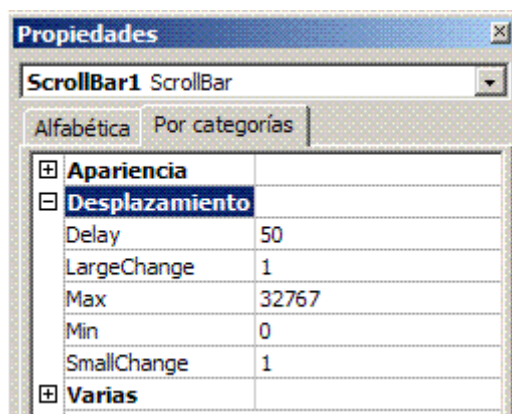 Propiedades
ScrollBar1 ScrollBar
Alfabética Por categorías
Apariencia
Desplazamiento
Delay 50
LargeChange 1
Max 32767
Min 0
SmallChange 1
Varias